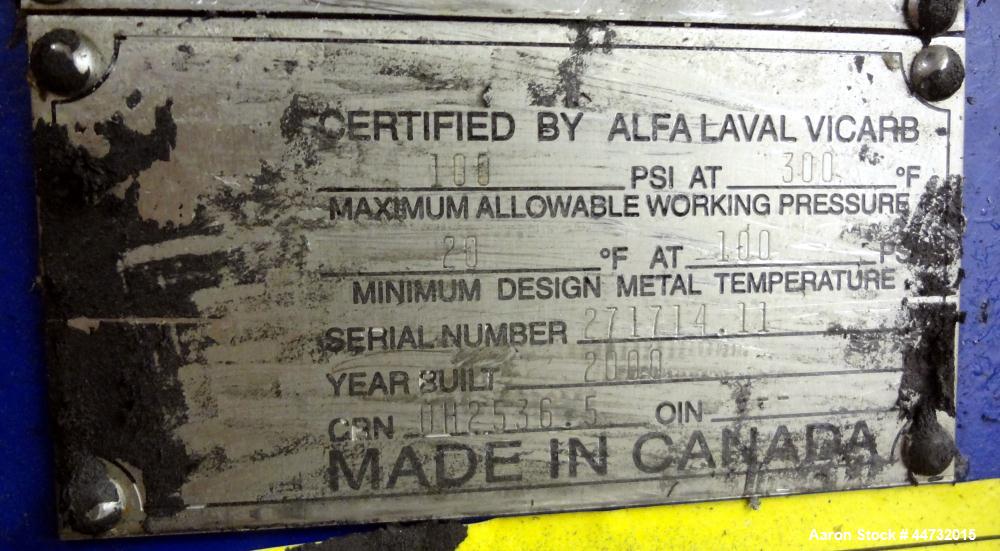 CERTIFIED BY ALFA LAVAL VICARB
100 PSI AT 300 °F
MAXIMUM ALLOWABLE WORKING PRESSURE
20 °F AT 100 PSI
MINIMUM DESIGN METAL TEMPERATURE
SERIAL NUMBER 271714.11
YEAR BUILT 2000
CRN 0H2536.5 OIN --
MADE IN CANADA
Aaron Stock # 44732015